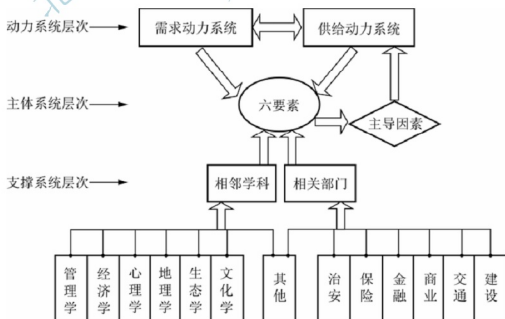 动力系统层次
需求动力系统
供给动力系统
主体系统层次
六要素
主导因素
支撑系统层次
相邻学科
相关部门
管理学
经济学
心理学
地理学
生态学
文化学
其他
治安
保险
金融
商业
交通
建设